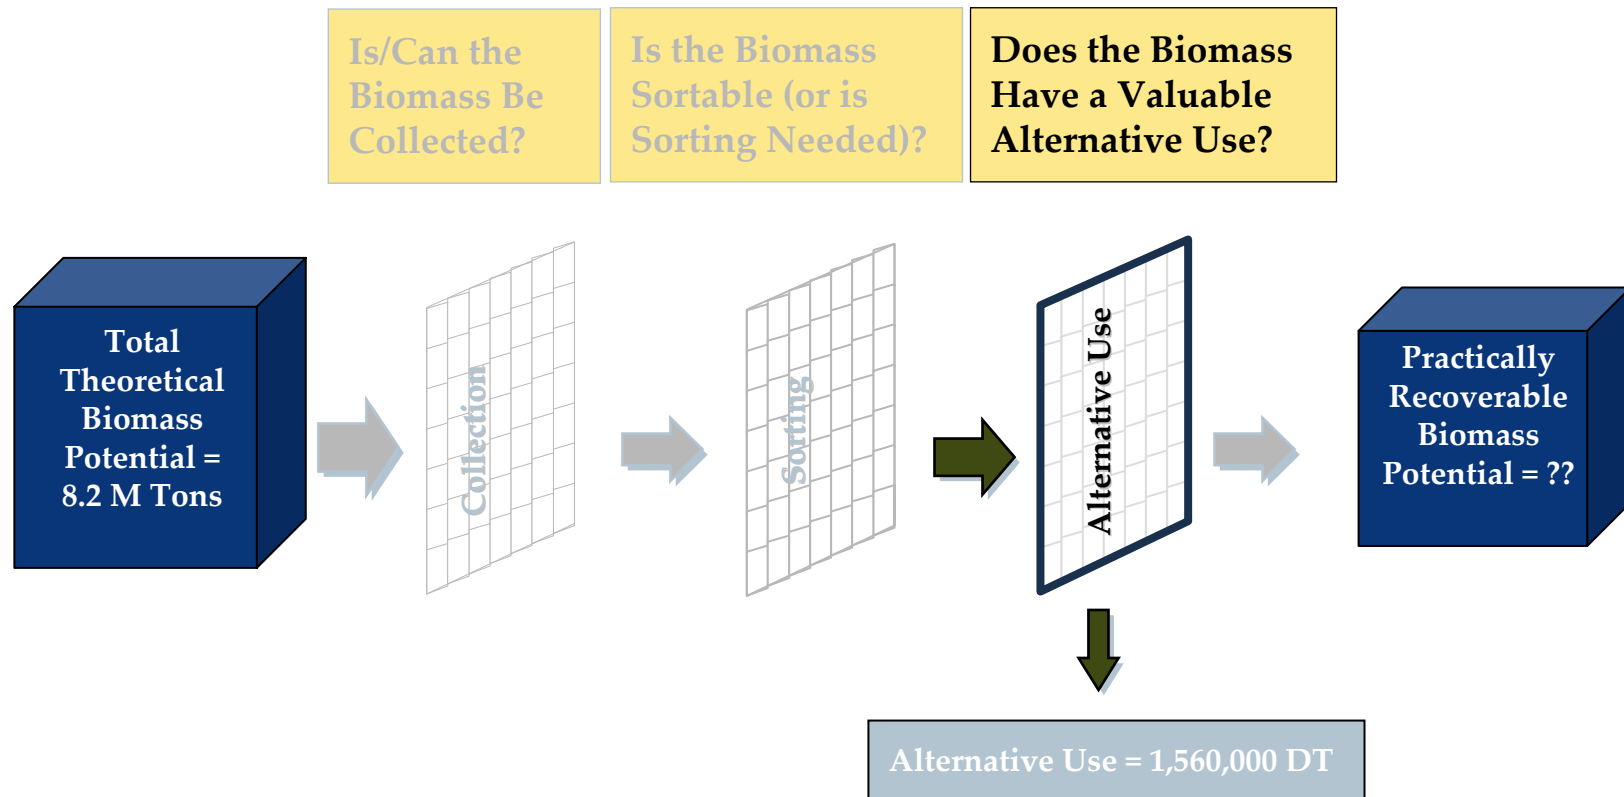 Is/Can the
Biomass Be
Collected?
Is the Biomass
Sortable (or is
Sorting Needed)?
Does the Biomass
Have a Valuable
Alternative Use?
Total
Theoretical
Biomass
Potential =
8.2 M Tons
Collection
Sorting
Alternative Use
Practically
Recoverable
Biomass
Potential = ??
Alternative Use = 1,560,000 DT